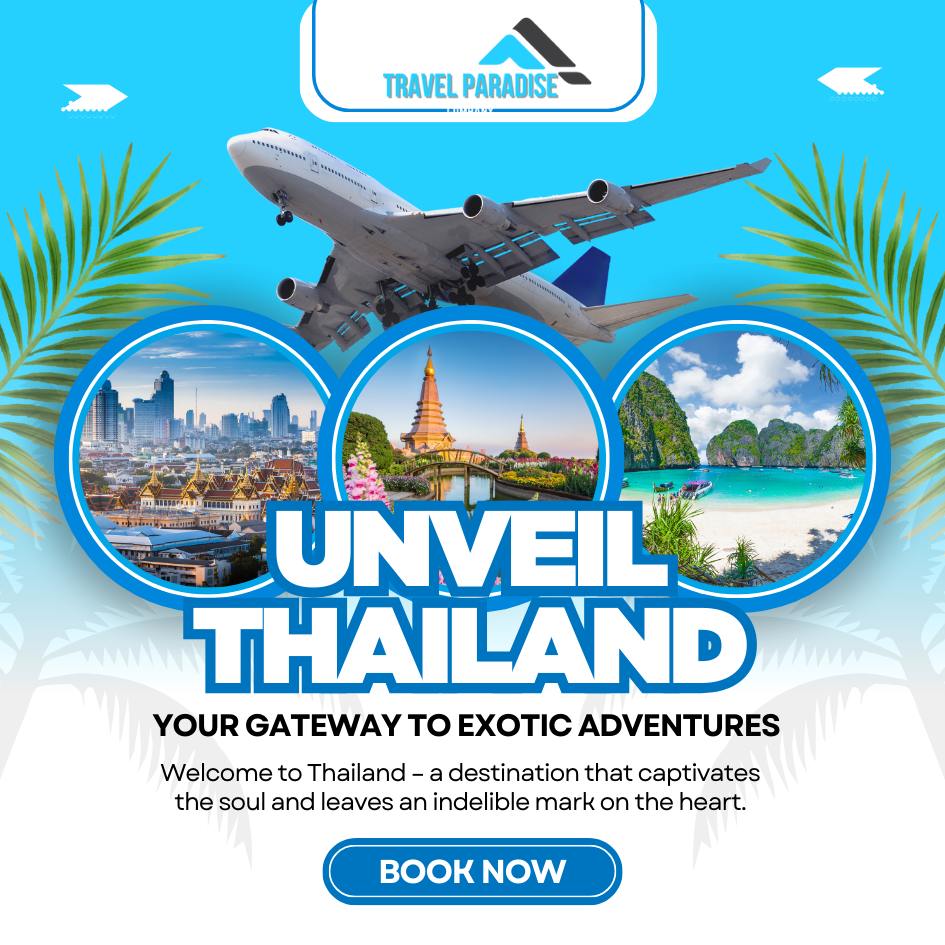 TRAVEL PARADISE
COMPANY
UNVEIL
THAILAND
YOUR GATEWAY TO EXOTIC ADVENTURES
Welcome to Thailand – a destination that captivates
the soul and leaves an indelible mark on the heart.
BOOK NOW